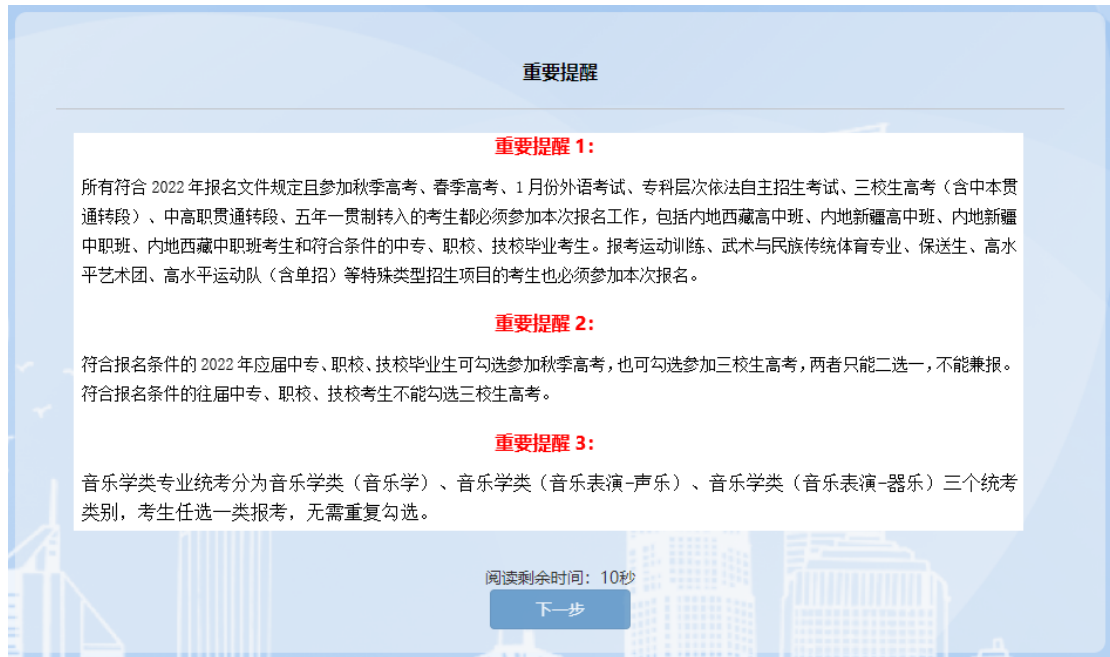 重要提醒
重要提醒 1：
所有符合 2022 年报名文件规定且参加秋季高考、春季高考、1 月份外语考试、专科层次依法自主招生考试、三校生高考（含中本贯
通转段）、中高职贯通转段、五年一贯制转入的考生都必须参加本次报名工作，包括内地西藏高中班、内地新疆高中班、内地新疆
中职班、内地西藏中职班考生和符合条件的中专、职校、技校毕业考生。报考运动训练、武术与民族传统体育专业、保送生、高水
平艺术团、高水平运动队（含单招）等特殊类型招生项目的考生也必须参加本次报名。
重要提醒 2：
符合报名条件的 2022 年应届中专、职校、技校毕业生可勾选参加秋季高考，也可勾选参加三校生高考，两者只能二选一，不能兼报。
符合报名条件的往届中专、职校、技校考生不能勾选三校生高考。
重要提醒 3：
音乐学类专业统考分为音乐学类（音乐学）、音乐学类（音乐表演-声乐）、音乐学类（音乐表演-器乐）三个统考
类别，考生任选一类报考，无需重复勾选。
阅读剩余时间：10秒
下一步